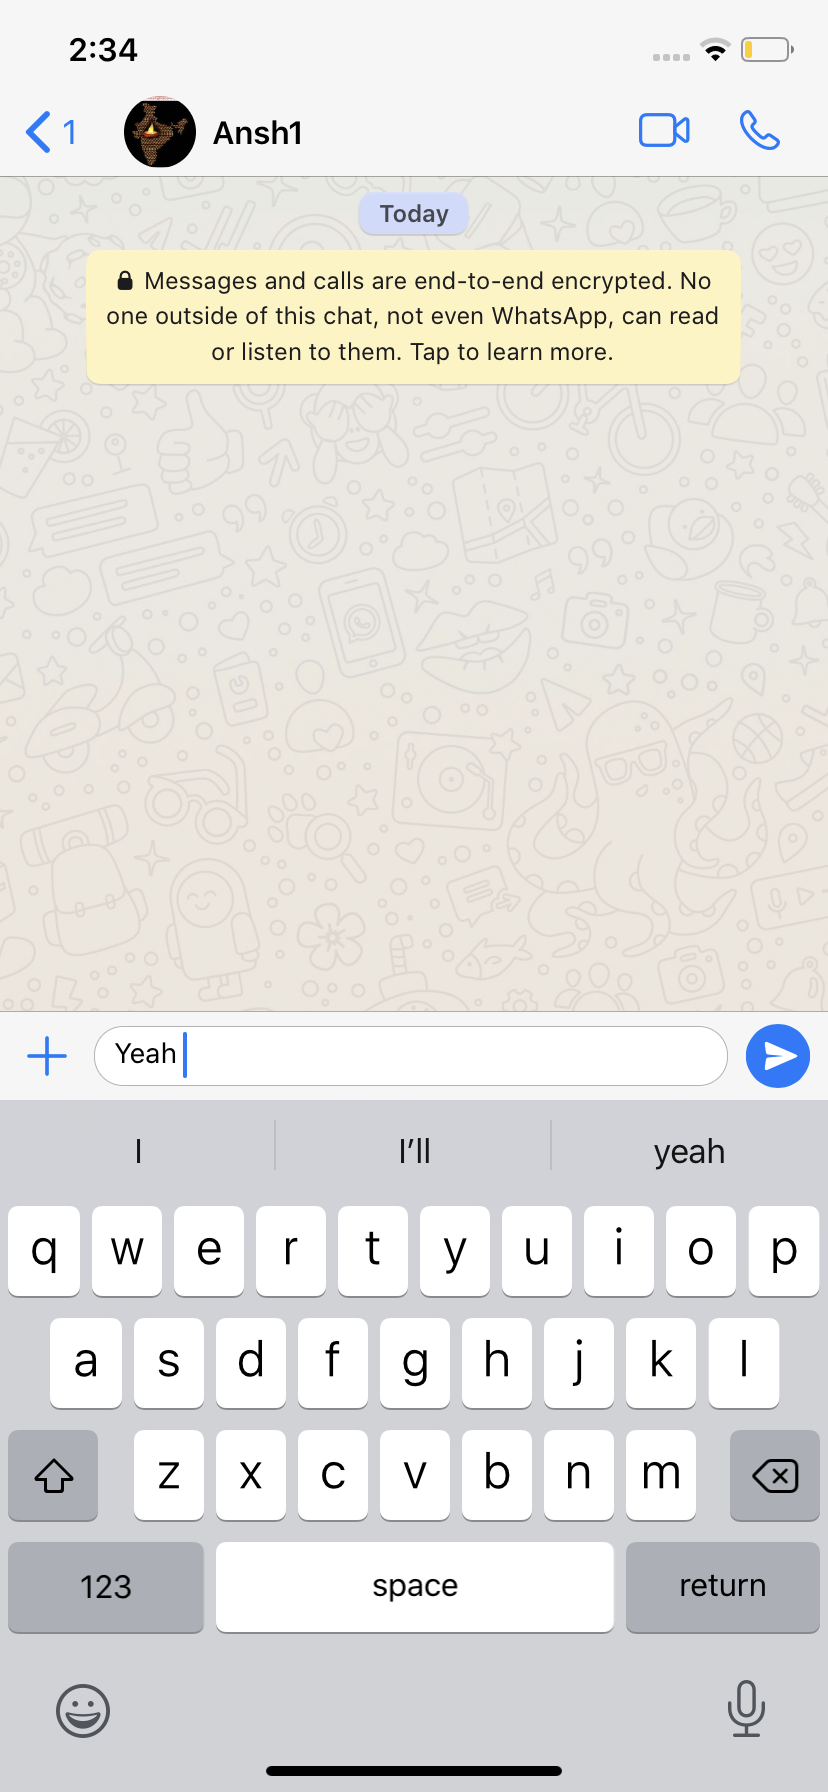 2:34
1
Ansh1
Today
Messages and calls are end-to-end encrypted. No
one outside of this chat, not even WhatsApp, can read
or listen to them. Tap to learn more.
Yeah
I
I’ll
yeah
q w e r t y u i o p
a s d f g h j k l
z x c v b n m
123 space return